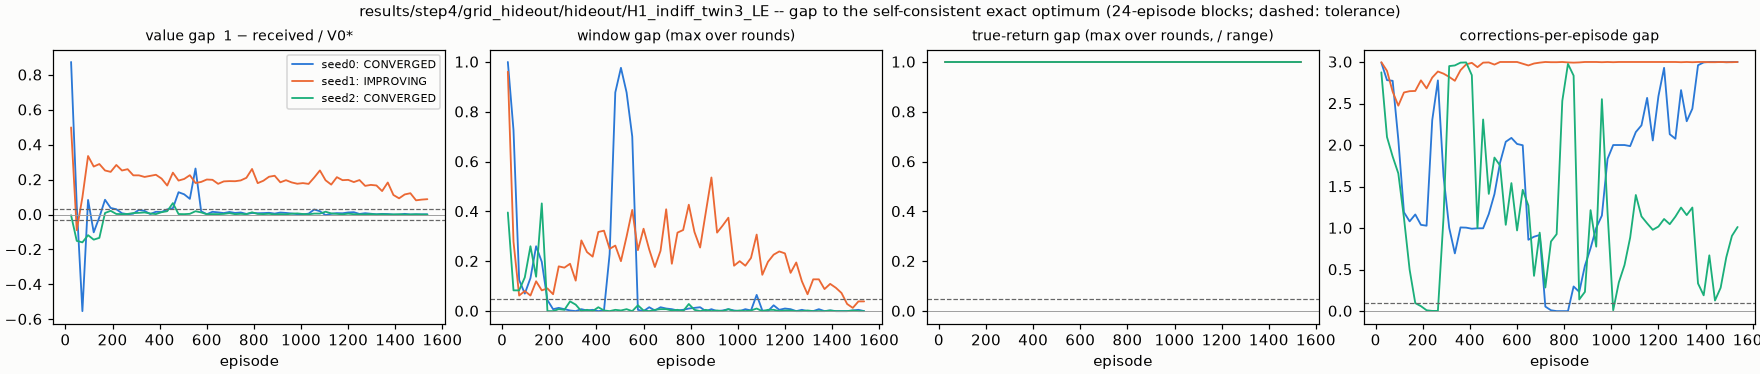 results/step4/grid_hideout/hideout/H1_indiff_twin3_LE -- gap to the self-consistent exact optimum (24-episode blocks; dashed: tolerance)
value gap 1 − received / V0*
0.8
0.6
0.4
0.2
0.0
−0.2
−0.4
−0.6
seed0: CONVERGED
seed1: IMPROVING
seed2: CONVERGED
0 200 400 600 800 1000 1200 1400 1600
episode
window gap (max over rounds)
1.0
0.8
0.6
0.4
0.2
0.0
0 200 400 600 800 1000 1200 1400 1600
episode
true-return gap (max over rounds, / range)
1.0
0.8
0.6
0.4
0.2
0.0
0 200 400 600 800 1000 1200 1400 1600
episode
corrections-per-episode gap
3.0
2.5
2.0
1.5
1.0
0.5
0.0
0 200 400 600 800 1000 1200 1400 160
episode